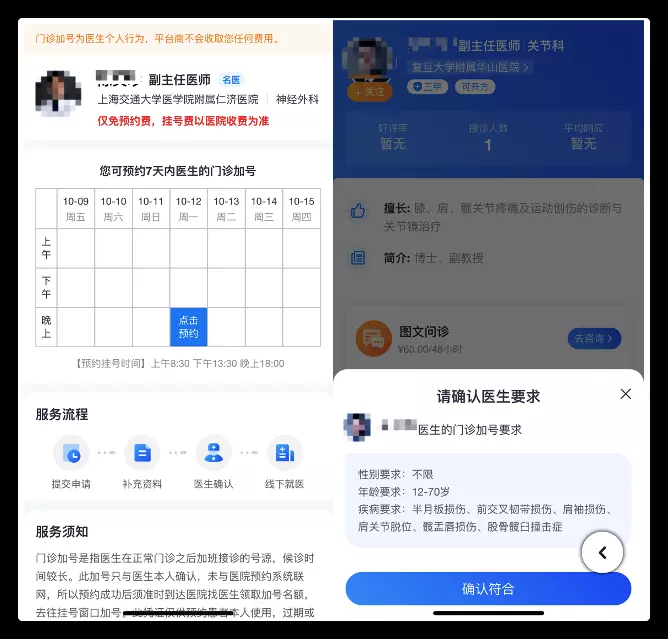 门诊加号为医生个人行为，平台商不会收取您任何费用。
副主任医师 名医
上海交通大学医学院附属仁济医院 神经外科
仅免预约费，挂号费以医院收费为准
您可预约7天内医生的门诊加号
10-09 10-10 10-11 10-12 10-13 10-14 10-15
周五 周六 周日 周一 周二 周三 周四
上午
下午
晚上
点击
预约
【预约挂号时间】上午8:30 下午13:30 晚上18:00
服务流程
提交申请 补充资料 医生确认 线下就医
服务须知
门诊加号是指医生在正常门诊之后加班接诊的号源，候诊时
间较长。此加号只与医生本人确认，未与医院预约系统联
网，所以预约成功后须准时到达医院找医生领取加号名额，
去往挂号窗口加号。此凭证仅供预约患者本人使用，过期或
副主任医师 关节科
复旦大学附属华山医院 >
+ 关注
三甲 可开方
好评率 接诊人数 平均响应
暂无 1 暂无
擅长: 膝、肩、髋关节疼痛及运动创伤的诊断与
关节镜治疗
简介: 博士、副教授
图文问诊
¥60.00/48小时
去咨询 >
请确认医生要求
医生的门诊加号要求
性别要求：不限
年龄要求：12-70岁
疾病要求：半月板损伤、前交叉韧带损伤、肩袖损伤、
肩关节脱位、髋盂唇损伤、股骨髋臼撞击症
确认符合